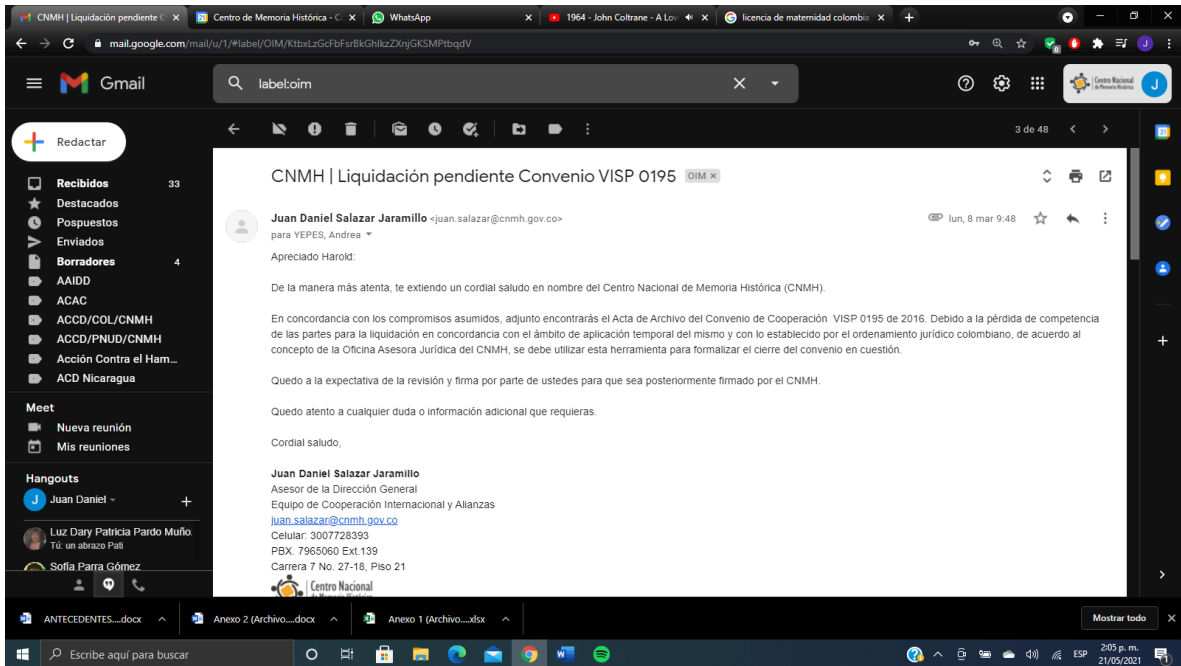 CNMH | Liquidación pendiente C
Centro de Memoria Histórica - C
WhatsApp
1964 - John Coltrane - A Lov
licencia de maternidad colombia
mail.google.com/mail/u/1/#label/OIM/KtbxLzGcFbFsrBkGhlkzZXnjGKSMPtbqdV
Gmail
label:oim
Centro Nacional
de Memoria Histórica
J
Redactar
3 de 48
Recibidos 33
Destacados
Pospuestos
Enviados
Borradores 4
AAIDD
ACAC
ACCD/COL/CNMH
ACCD/PNUD/CNMH
Acción Contra el Ham...
ACD Nicaragua
Meet
Nueva reunión
Mis reuniones
Hangouts
J Juan Daniel
Luz Dary Patricia Pardo Muño
Tú: un abrazo Pati
Sofía Parra Gómez
CNMH | Liquidación pendiente Convenio VISP 0195 OIM ×
Juan Daniel Salazar Jaramillo <juan.salazar@cnmh.gov.co> lun, 8 mar 9:48
para YEPES, Andrea
Apreciado Harold:
De la manera más atenta, te extiendo un cordial saludo en nombre del Centro Nacional de Memoria Histórica (CNMH).
En concordancia con los compromisos asumidos, adjunto encontrarás el Acta de Archivo del Convenio de Cooperación VISP 0195 de 2016. Debido a la pérdida de competencia
de las partes para la liquidación en concordancia con el ámbito de aplicación temporal del mismo y con lo establecido por el ordenamiento jurídico colombiano, de acuerdo al
concepto de la Oficina Asesora Jurídica del CNMH, se debe utilizar esta herramienta para formalizar el cierre del convenio en cuestión.
Quedo a la expectativa de la revisión y firma por parte de ustedes para que sea posteriormente firmado por el CNMH.
Quedo atento a cualquier duda o información adicional que requieras.
Cordial saludo,
Juan Daniel Salazar Jaramillo
Asesor de la Dirección General
Equipo de Cooperación Internacional y Alianzas
juan.salazar@cnmh.gov.co
Celular: 3007728393
PBX. 7965060 Ext.139
Carrera 7 No. 27-18, Piso 21
Centro Nacional
ANTECEDENTES....docx
Anexo 2 (Archivo....docx
Anexo 1 (Archivo....xlsx
Mostrar todo
Escribe aquí para buscar
ESP
2:05 p. m.
21/05/2021